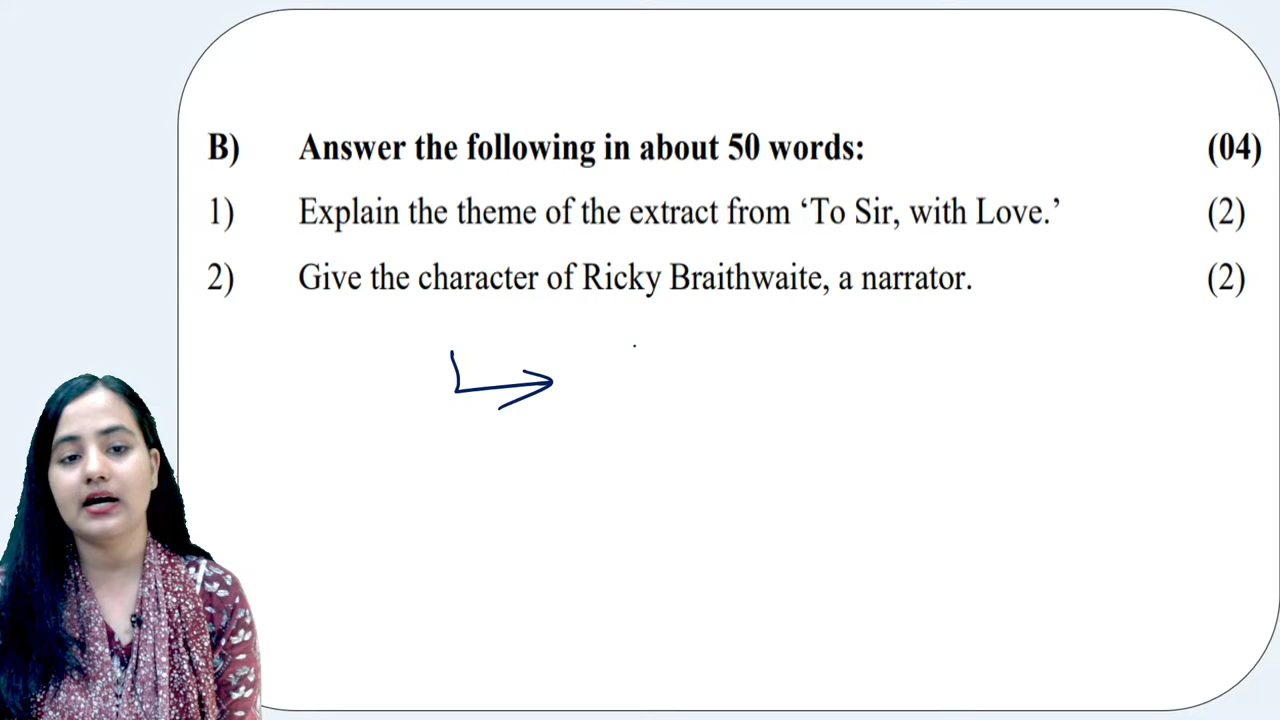 B) Answer the following in about 50 words: (04)
1) Explain the theme of the extract from ‘To Sir, with Love.’ (2)
2) Give the character of Ricky Braithwaite, a narrator. (2)